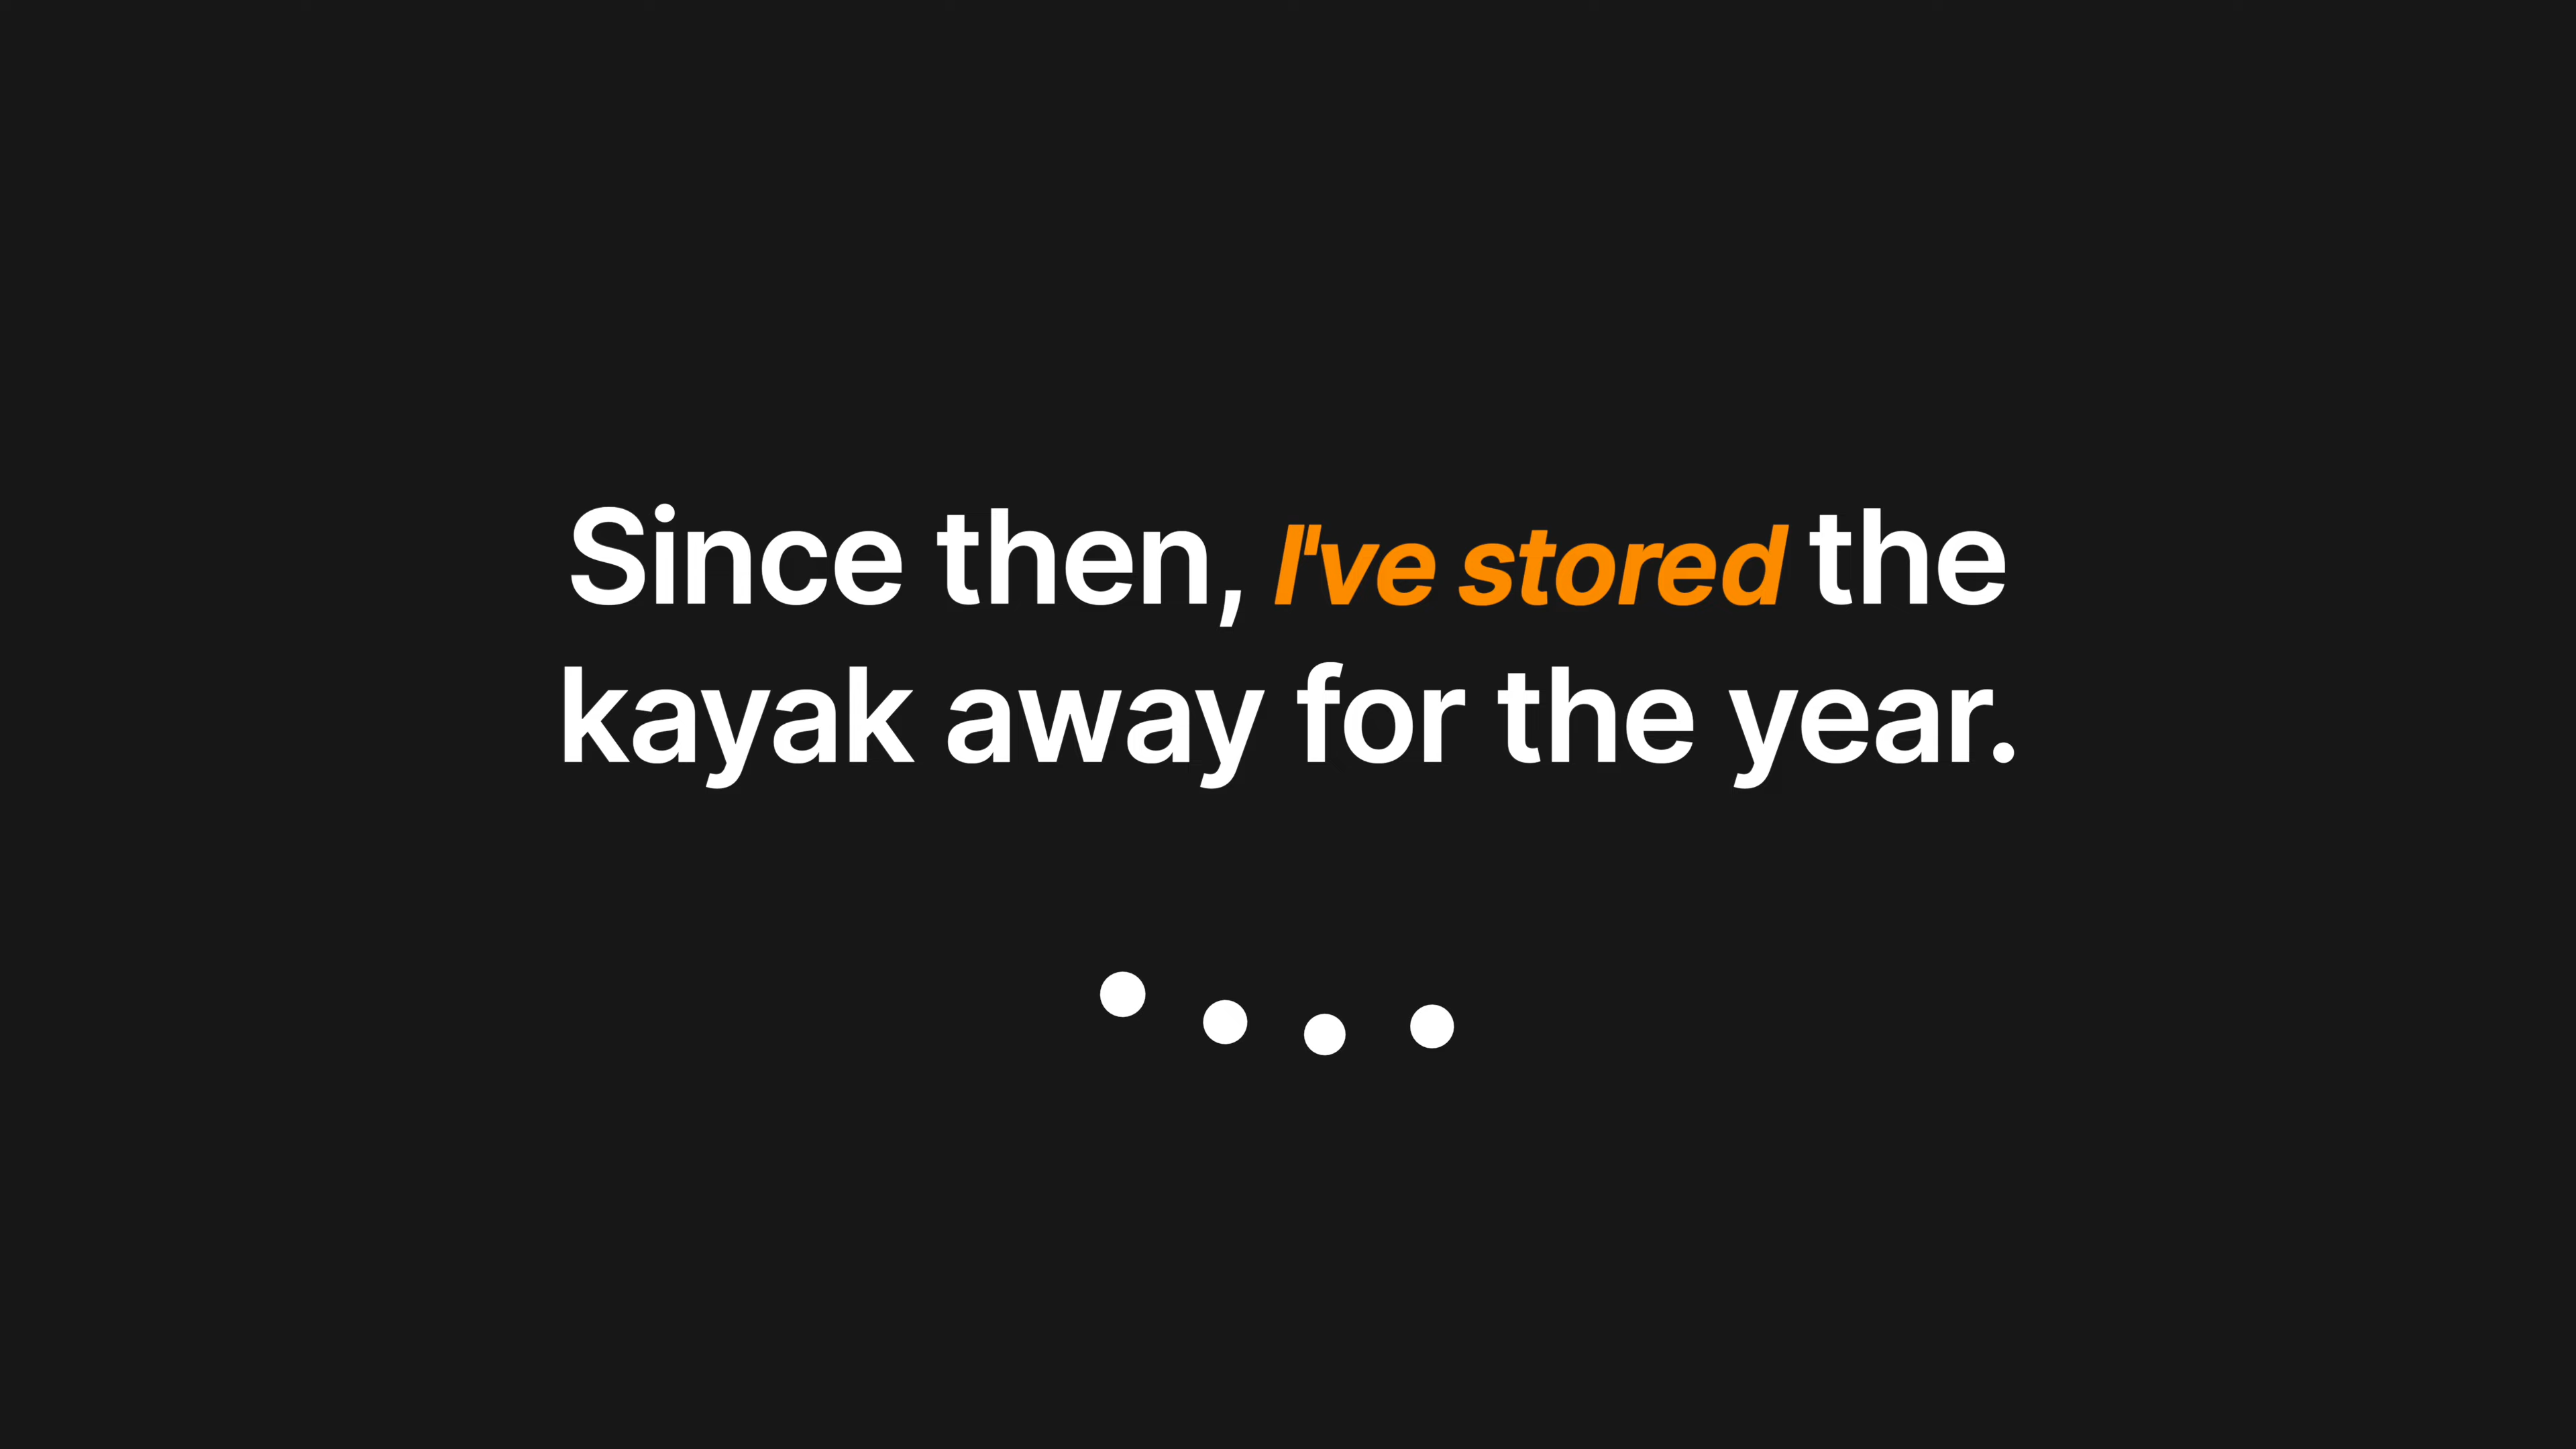 Since then, I've stored the
kayak away for the year.